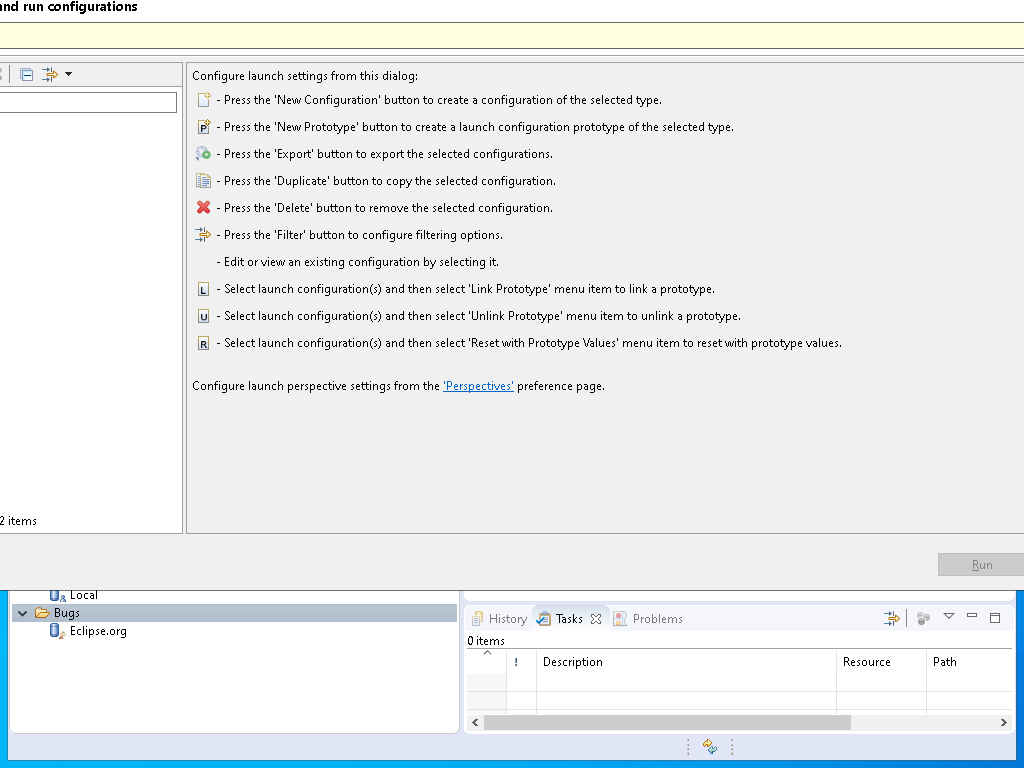 and run configurations
Configure launch settings from this dialog:
- Press the 'New Configuration' button to create a configuration of the selected type.
P - Press the 'New Prototype' button to create a launch configuration prototype of the selected type.
- Press the 'Export' button to export the selected configurations.
- Press the 'Duplicate' button to copy the selected configuration.
- Press the 'Delete' button to remove the selected configuration.
- Press the 'Filter' button to configure filtering options.
- Edit or view an existing configuration by selecting it.
L - Select launch configuration(s) and then select 'Link Prototype' menu item to link a prototype.
U - Select launch configuration(s) and then select 'Unlink Prototype' menu item to unlink a prototype.
R - Select launch configuration(s) and then select 'Reset with Prototype Values' menu item to reset with prototype values.
Configure launch perspective settings from the 'Perspectives' preference page.
2 items
Run
Local
Bugs
Eclipse.org
History Tasks Problems
0 items
! Description Resource Path